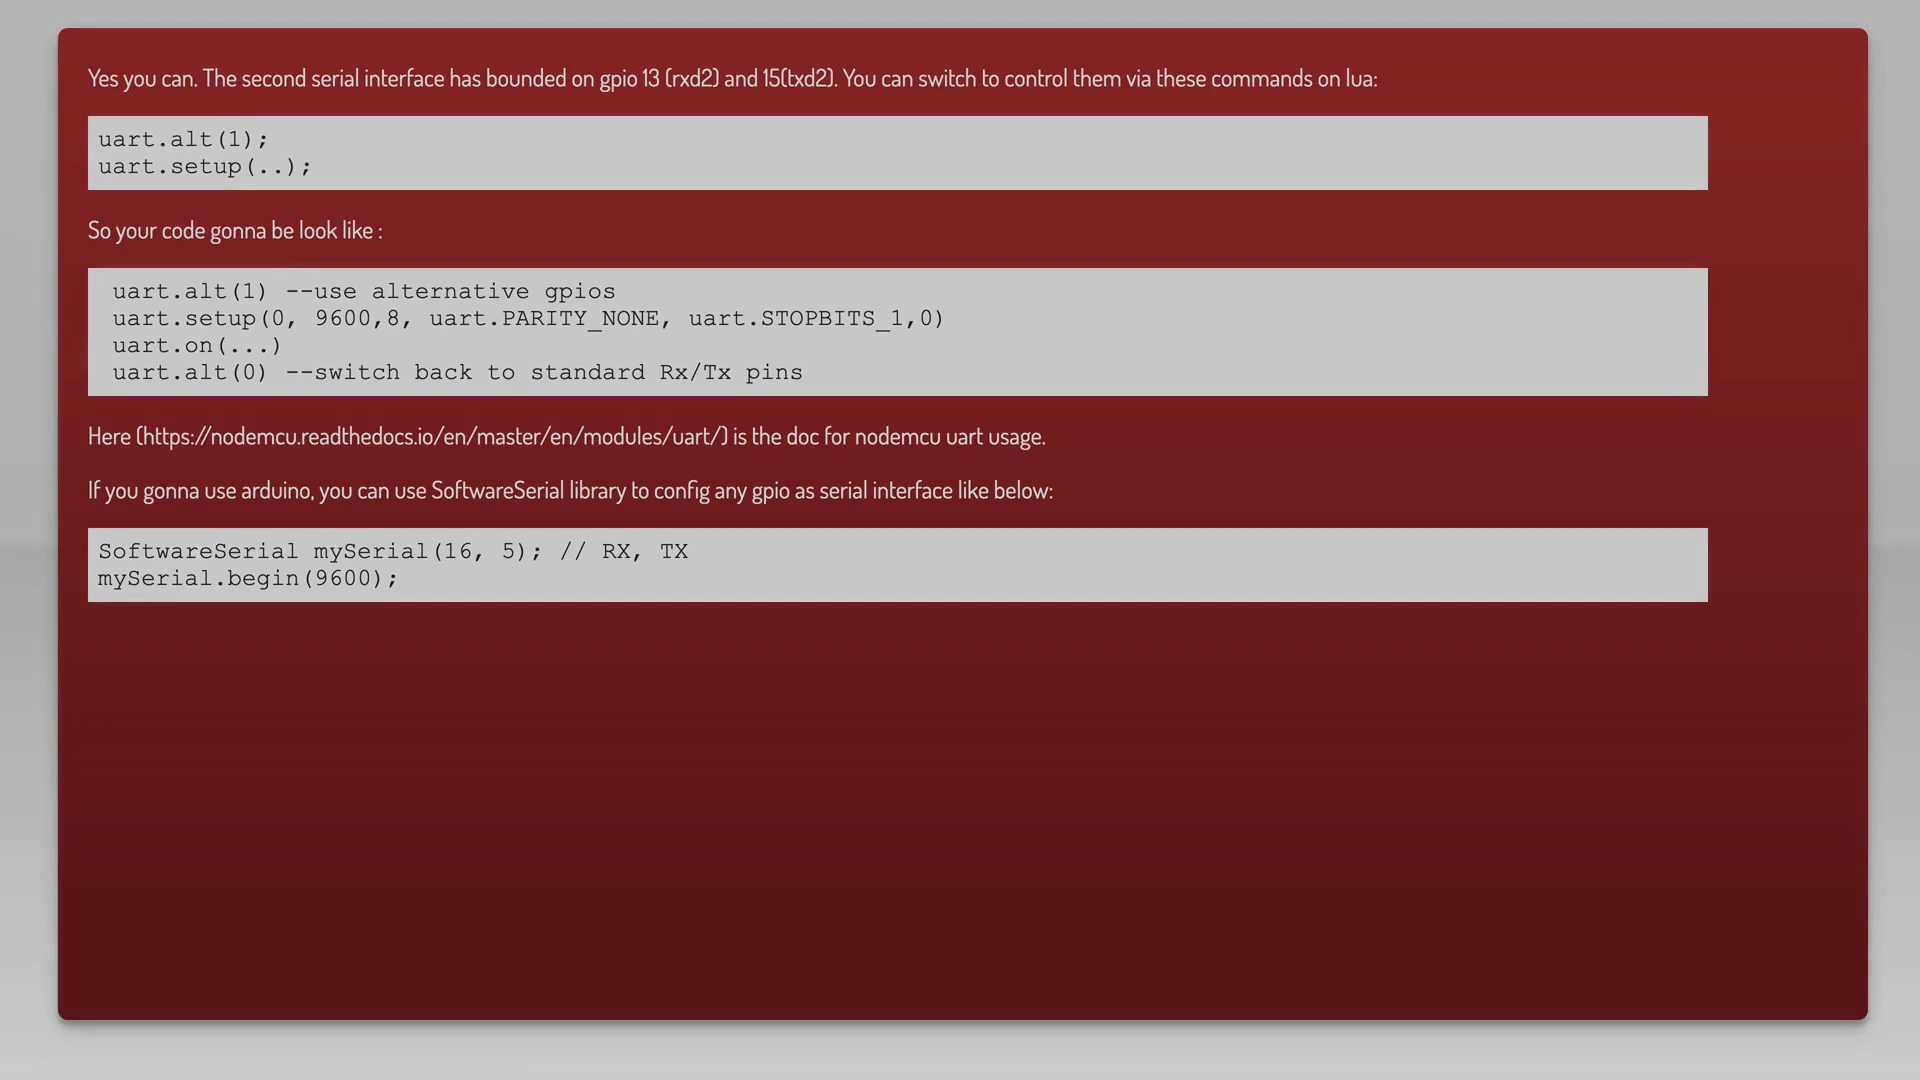 Yes you can. The second serial interface has bounded on gpio 13 (rxd2) and 15(txd2). You can switch to control them via these commands on lua:
uart.alt(1);
uart.setup(..);
So your code gonna be look like :
uart.alt(1) --use alternative gpios
uart.setup(0, 9600,8, uart.PARITY_NONE, uart.STOPBITS_1,0)
uart.on(...)
uart.alt(0) --switch back to standard Rx/Tx pins
Here (https://nodemcu.readthedocs.io/en/master/en/modules/uart/) is the doc for nodemcu uart usage.
If you gonna use arduino, you can use SoftwareSerial library to config any gpio as serial interface like below:
SoftwareSerial mySerial(16, 5); // RX, TX
mySerial.begin(9600);